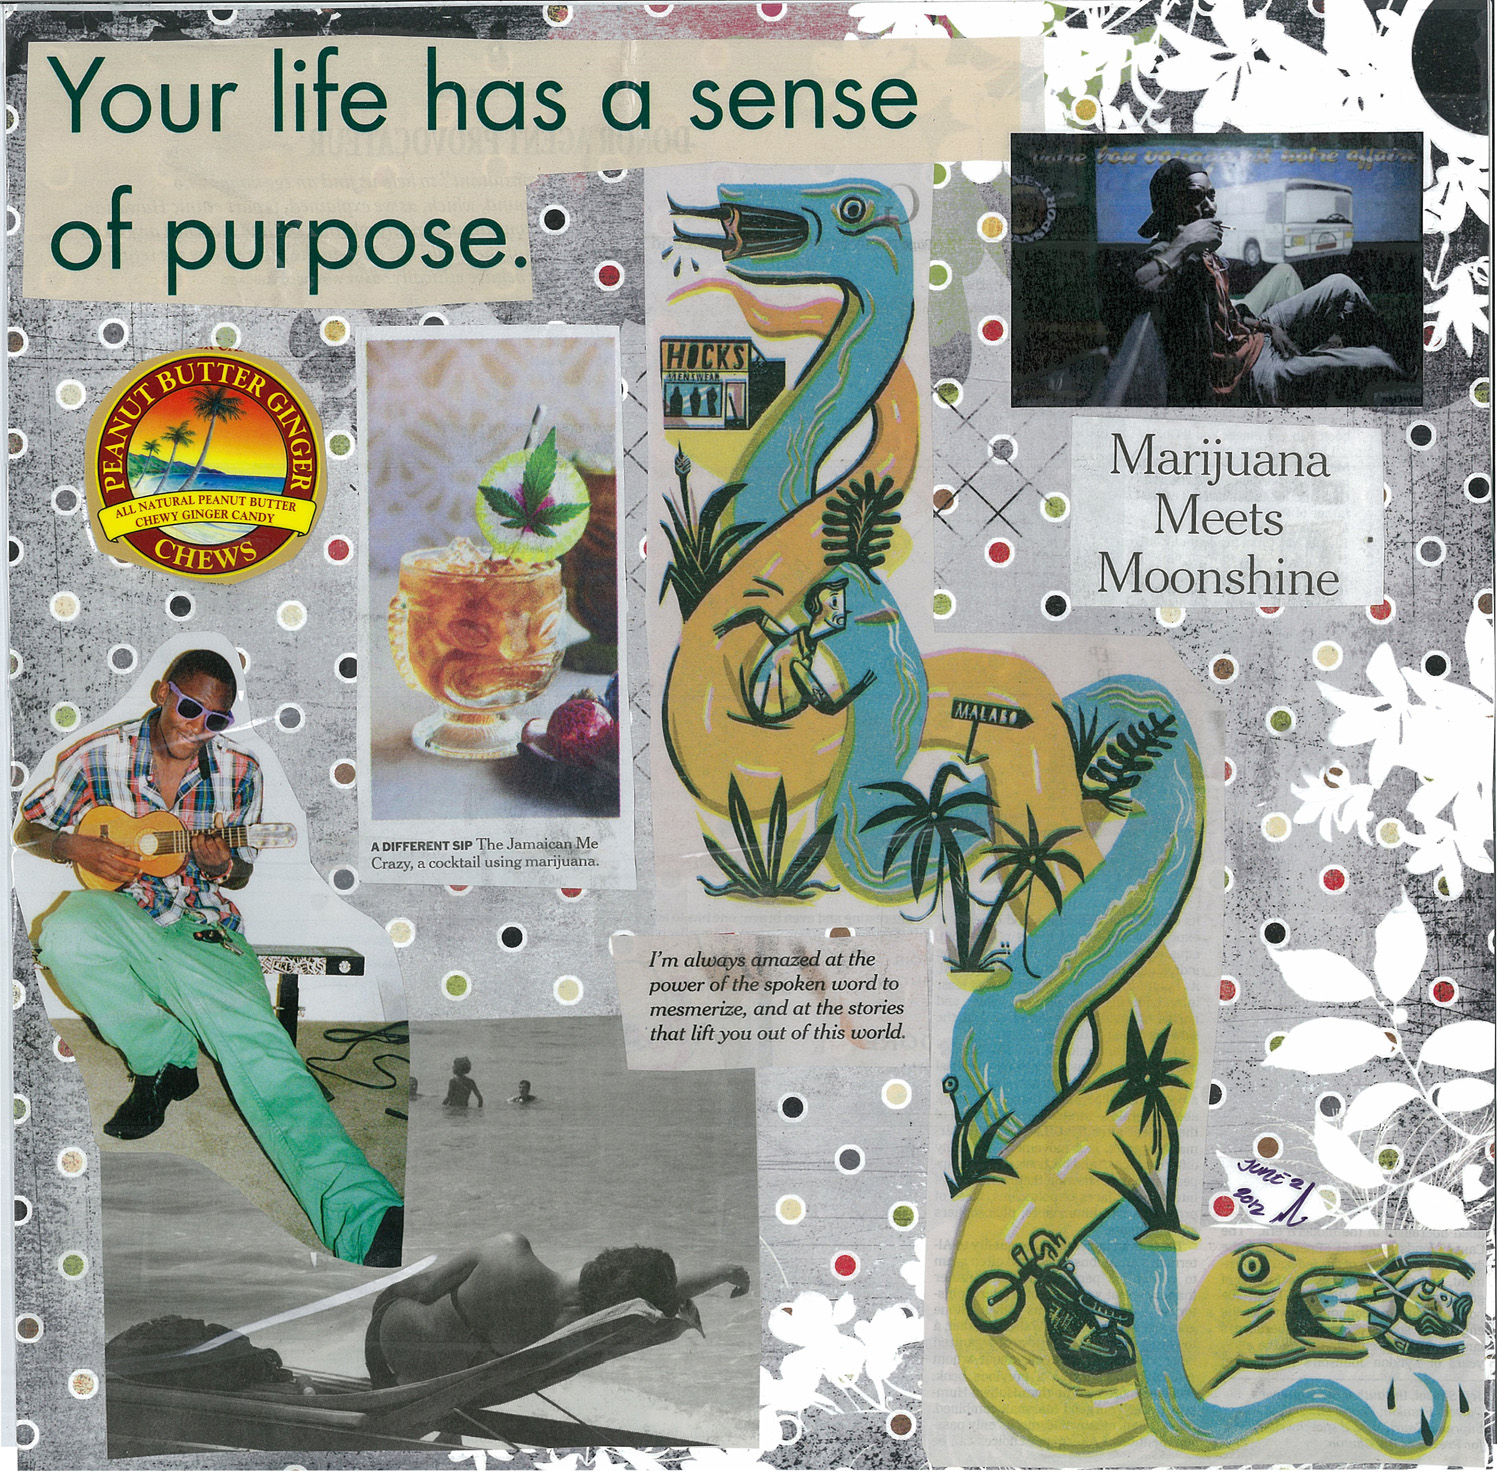 Your life has a sense
of purpose.
HOCKS
MENSWEAR
PEANUT BUTTER GINGER
ALL NATURAL PEANUT BUTTER
CHEWY GINGER CANDY
CHEWS
Marijuana
Meets
Moonshine
MALABO
A DIFFERENT SIP The Jamaican Me
Crazy, a cocktail using marijuana.
I'm always amazed at the
power of the spoken word to
mesmerize, and at the stories
that lift you out of this world.
JUNE 2
2012